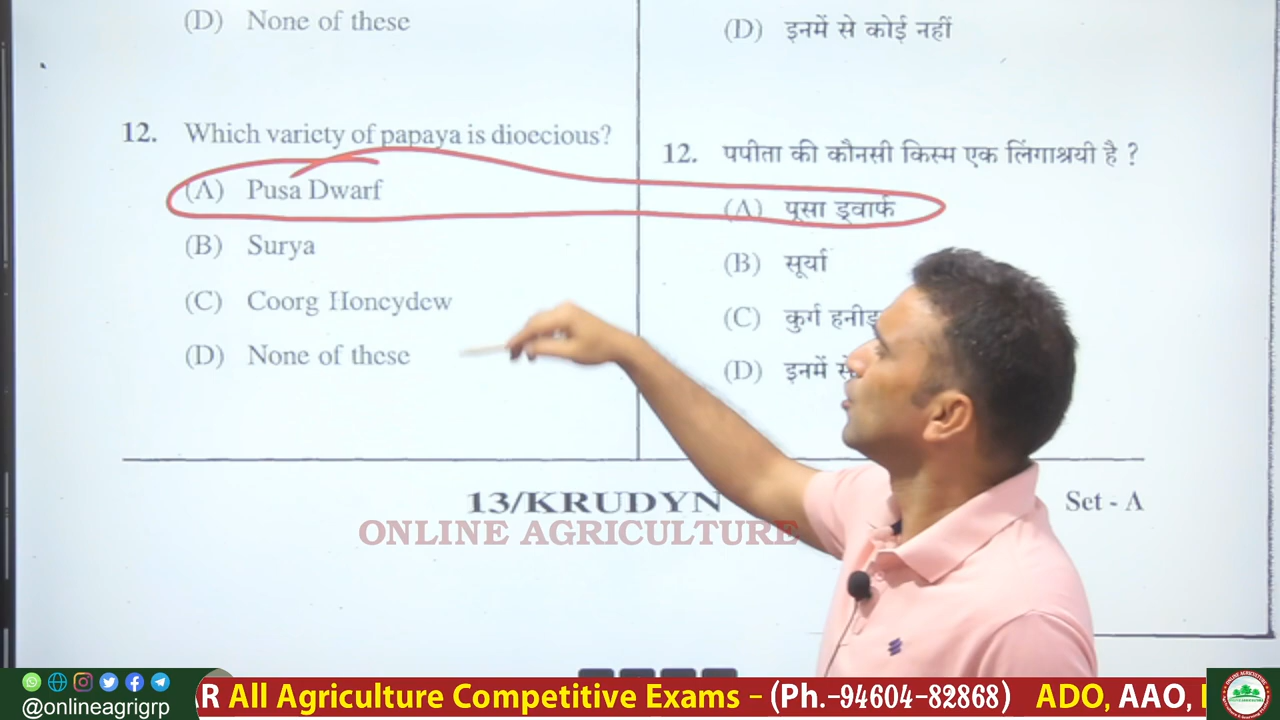 (D) None of these
(D) इनमें से कोई नहीं
12. Which variety of papaya is dioecious?
(A) Pusa Dwarf
(B) Surya
(C) Coorg Honeydew
(D) None of these
12. पपीता की कौनसी किस्म एक लिंगाश्रयी है ?
(A) पूसा ड्वार्फ
(B) सूर्या
(C) कुर्ग
(D) इनमें
13/KRUDYN
Set - A
ONLINE AGRICULTURE
@onlineagrigrp
R All Agriculture Competitive Exams – (Ph.–94604–82868) ADO, AAO,